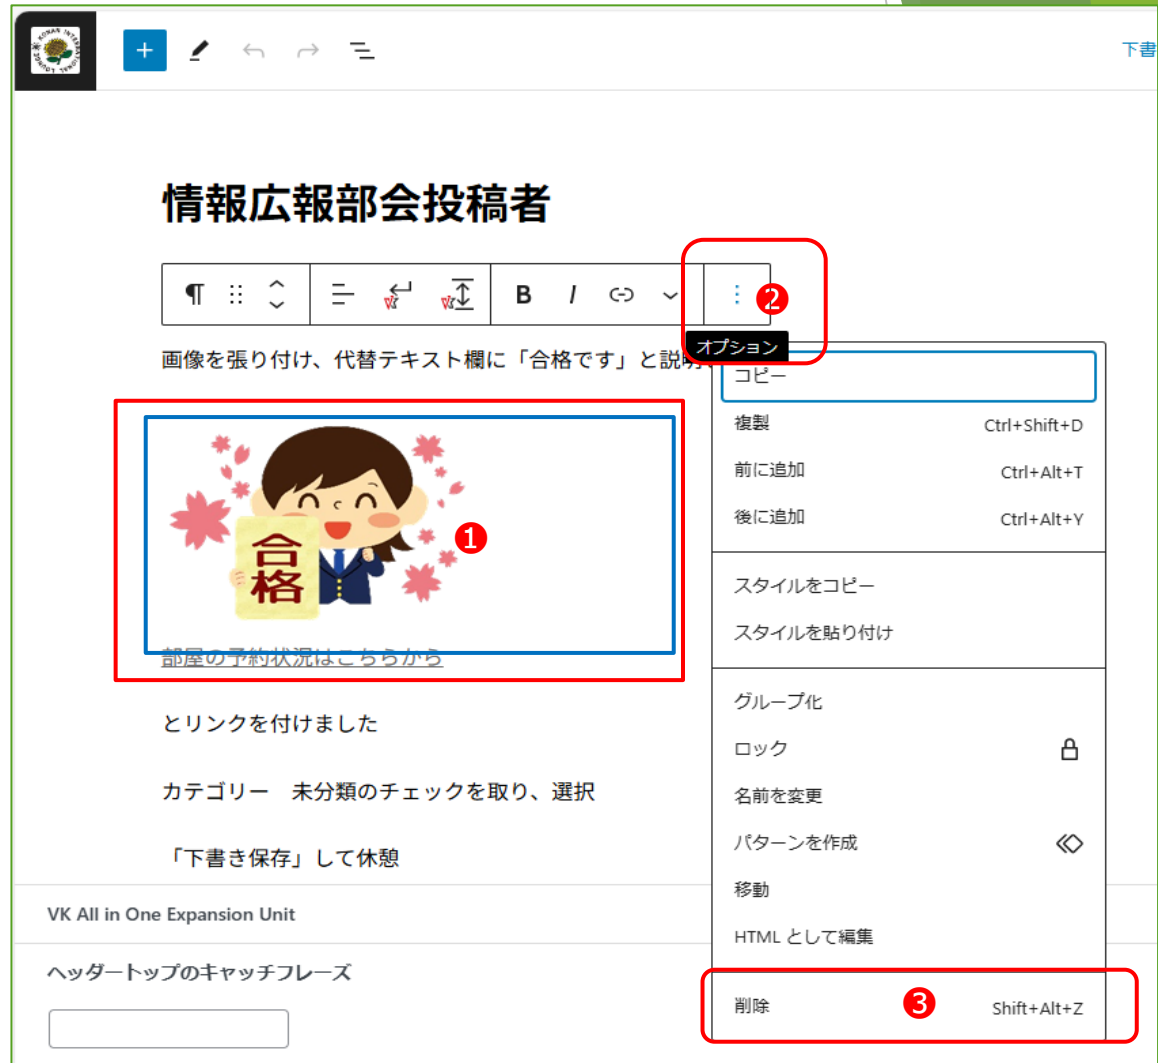 KONAN INTERNATIONAL LOUNGE
下書
情報広報部会投稿者
B I
❷
オプション
画像を張り付け、代替テキスト欄に「合格です」と説明
コピー
複製 Ctrl+Shift+D
前に追加 Ctrl+Alt+T
後に追加 Ctrl+Alt+Y
合格
❶
スタイルをコピー
スタイルを貼り付け
部屋の予約状況はこちらから
グループ化
とリンクを付けました
ロック
カテゴリー 未分類のチェックを取り、選択
名前を変更
パターンを作成
「下書き保存」して休憩
移動
VK All in One Expansion Unit
HTML として編集
ヘッダートップのキャッチフレーズ
削除 ❸ Shift+Alt+Z